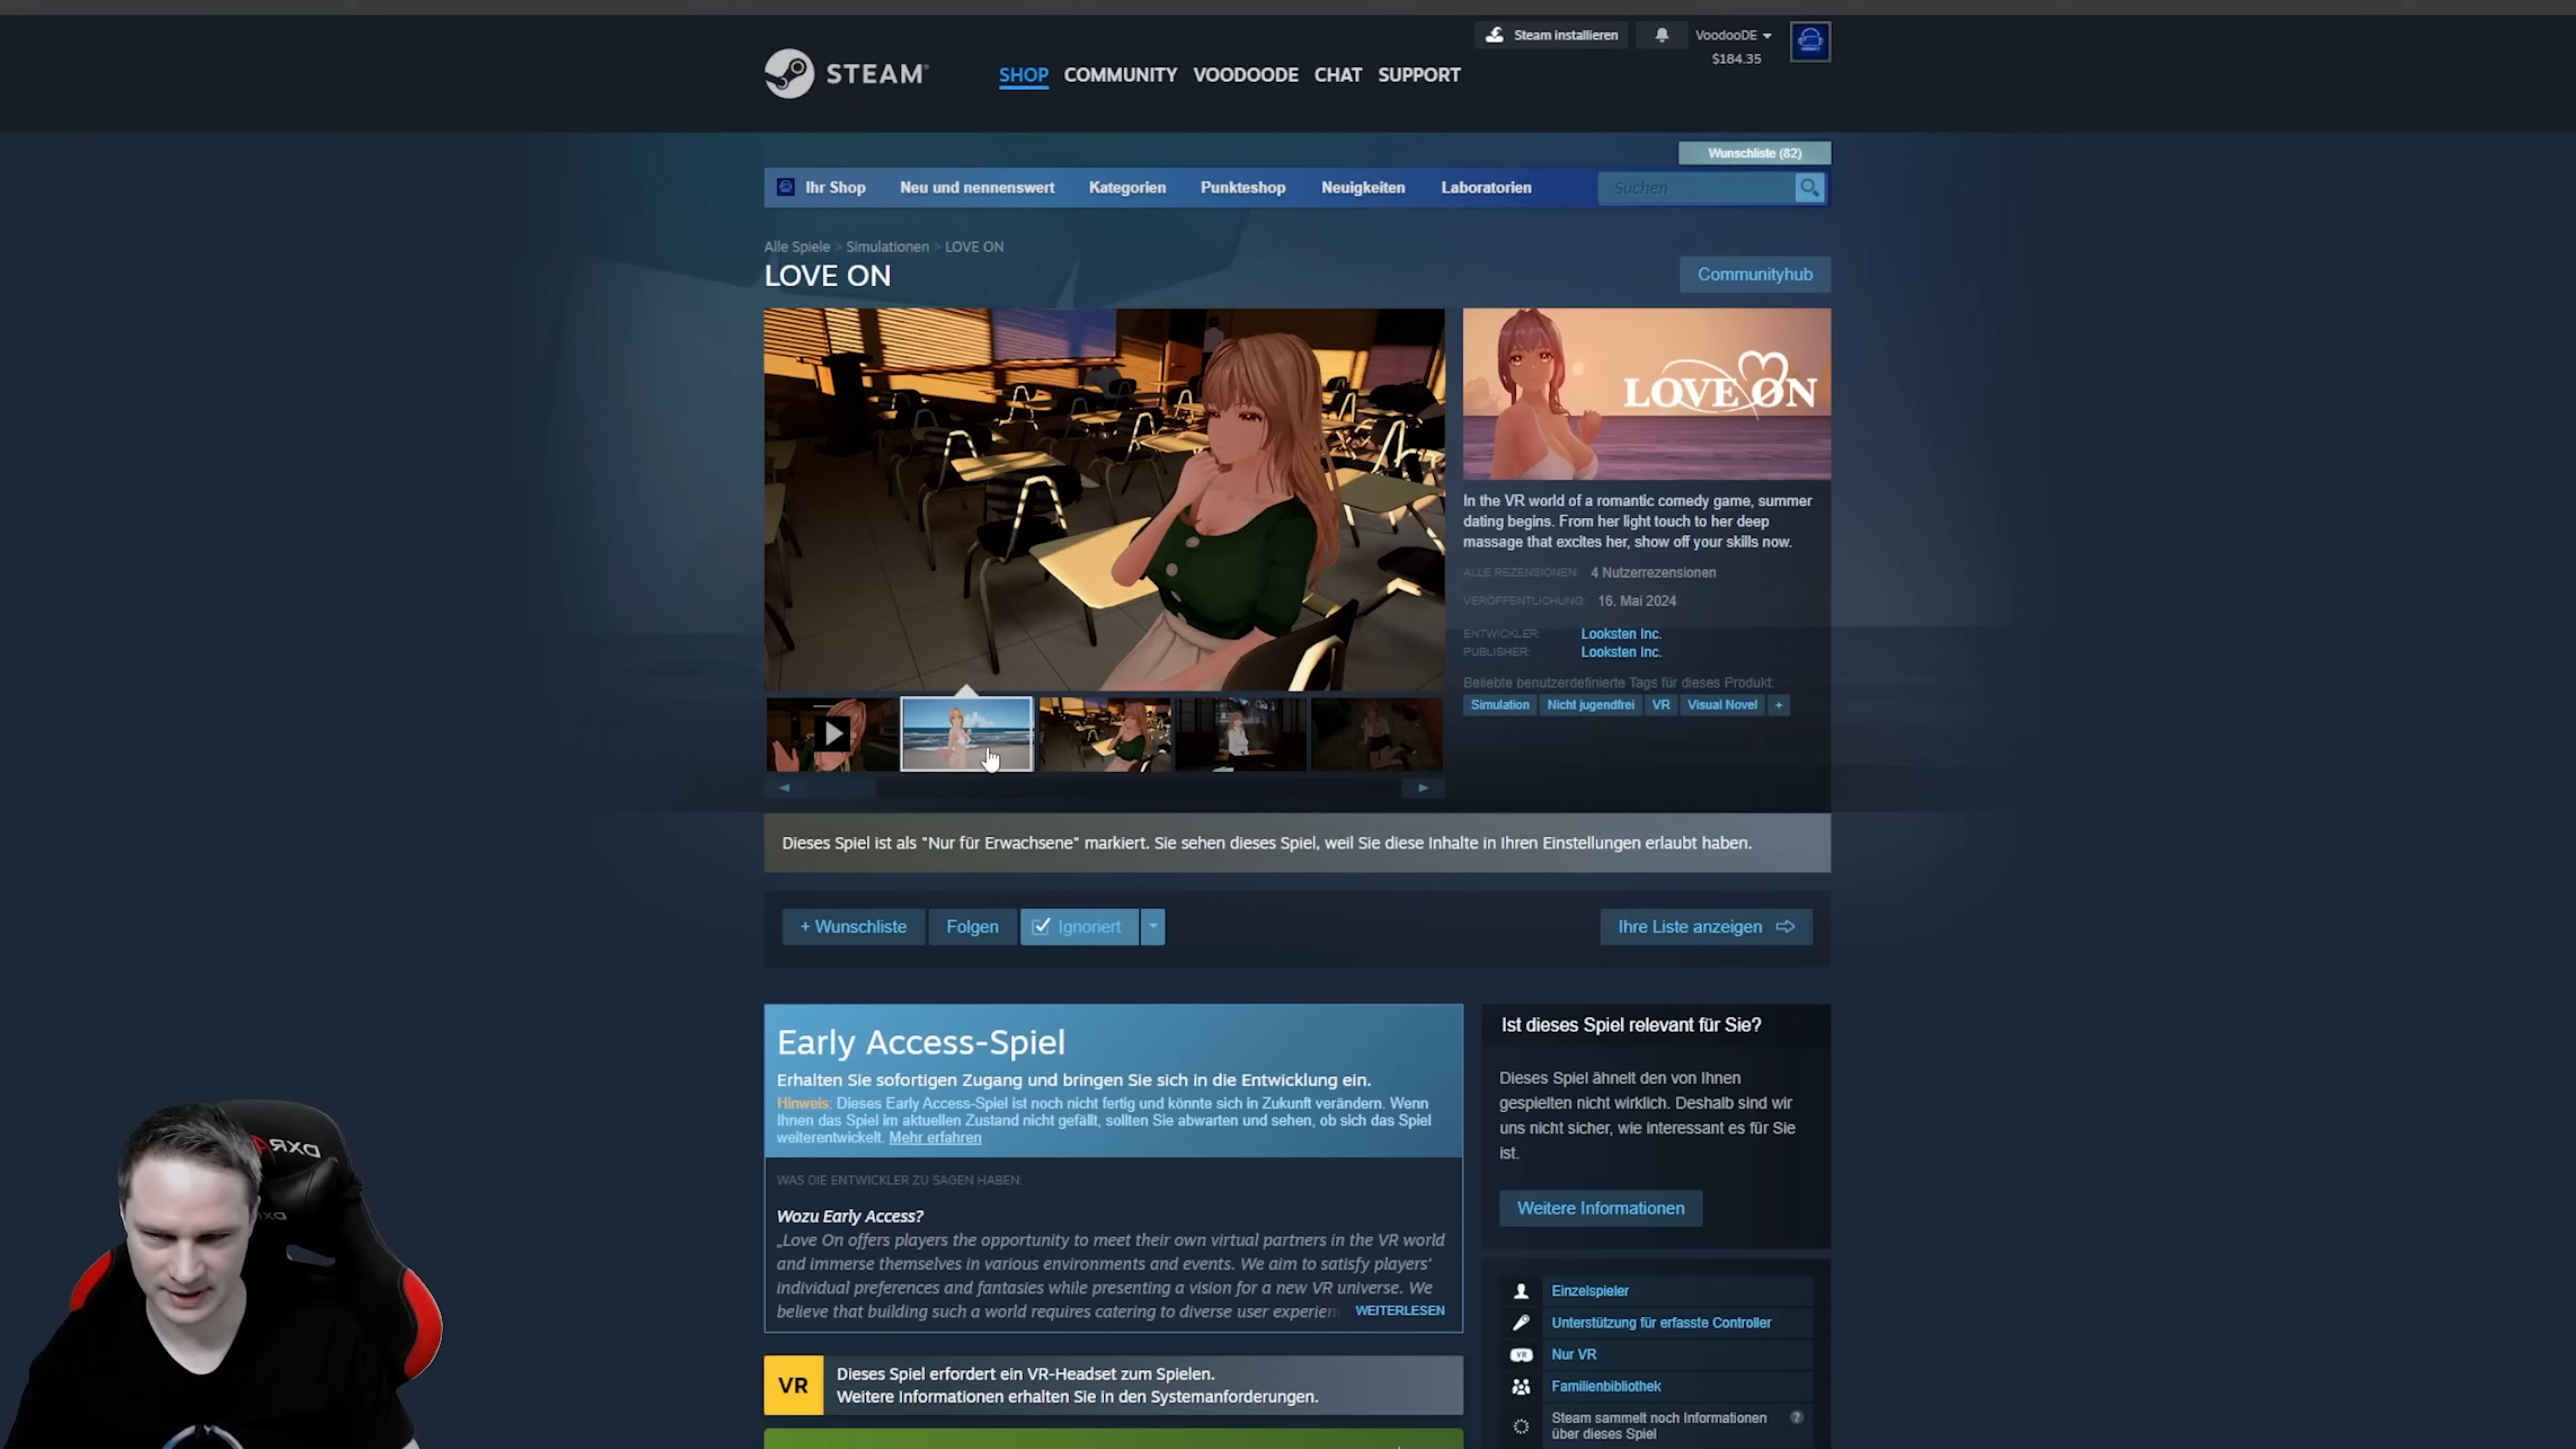 Steam installieren
VoodooDE
$184.35
STEAM®
SHOP COMMUNITY VOODOODE CHAT SUPPORT
Wunschliste (82)
Ihr Shop Neu und nennenswert Kategorien Punkteshop Neuigkeiten Laboratorien Suchen
Alle Spiele > Simulationen > LOVE ON
LOVE ON
Communityhub
LOVE ON
In the VR world of a romantic comedy game, summer
dating begins. From her light touch to her deep
massage that excites her, show off your skills now.
ALLE REZENSIONEN: 4 Nutzerrezensionen
VERÖFFENTLICHUNG: 16. Mai 2024
ENTWICKLER: Looksten Inc.
PUBLISHER: Looksten Inc.
Beliebte benutzerdefinierte Tags für dieses Produkt:
Simulation Nicht jugendfrei VR Visual Novel +
Dieses Spiel ist als "Nur für Erwachsene" markiert. Sie sehen dieses Spiel, weil Sie diese Inhalte in Ihren Einstellungen erlaubt haben.
+ Wunschliste Folgen Ignoriert Ihre Liste anzeigen
Early Access-Spiel
Erhalten Sie sofortigen Zugang und bringen Sie sich in die Entwicklung ein.
Hinweis: Dieses Early Access-Spiel ist noch nicht fertig und könnte sich in Zukunft verändern. Wenn
Ihnen das Spiel im aktuellen Zustand nicht gefällt, sollten Sie abwarten und sehen, ob sich das Spiel
weiterentwickelt. Mehr erfahren
WAS DIE ENTWICKLER ZU SAGEN HABEN:
Wozu Early Access?
„Love On offers players the opportunity to meet their own virtual partners in the VR world
and immerse themselves in various environments and events. We aim to satisfy players'
individual preferences and fantasies while presenting a vision for a new VR universe. We
believe that building such a world requires catering to diverse user experien WEITERLESEN
VR
Dieses Spiel erfordert ein VR-Headset zum Spielen.
Weitere Informationen erhalten Sie in den Systemanforderungen.
Ist dieses Spiel relevant für Sie?
Dieses Spiel ähnelt den von Ihnen
gespielten nicht wirklich. Deshalb sind wir
uns nicht sicher, wie interessant es für Sie
ist.
Weitere Informationen
Einzelspieler
Unterstützung für erfasste Controller
VR Nur VR
Familienbibliothek
Steam sammelt noch Informationen ?
über dieses Spiel
DXRA